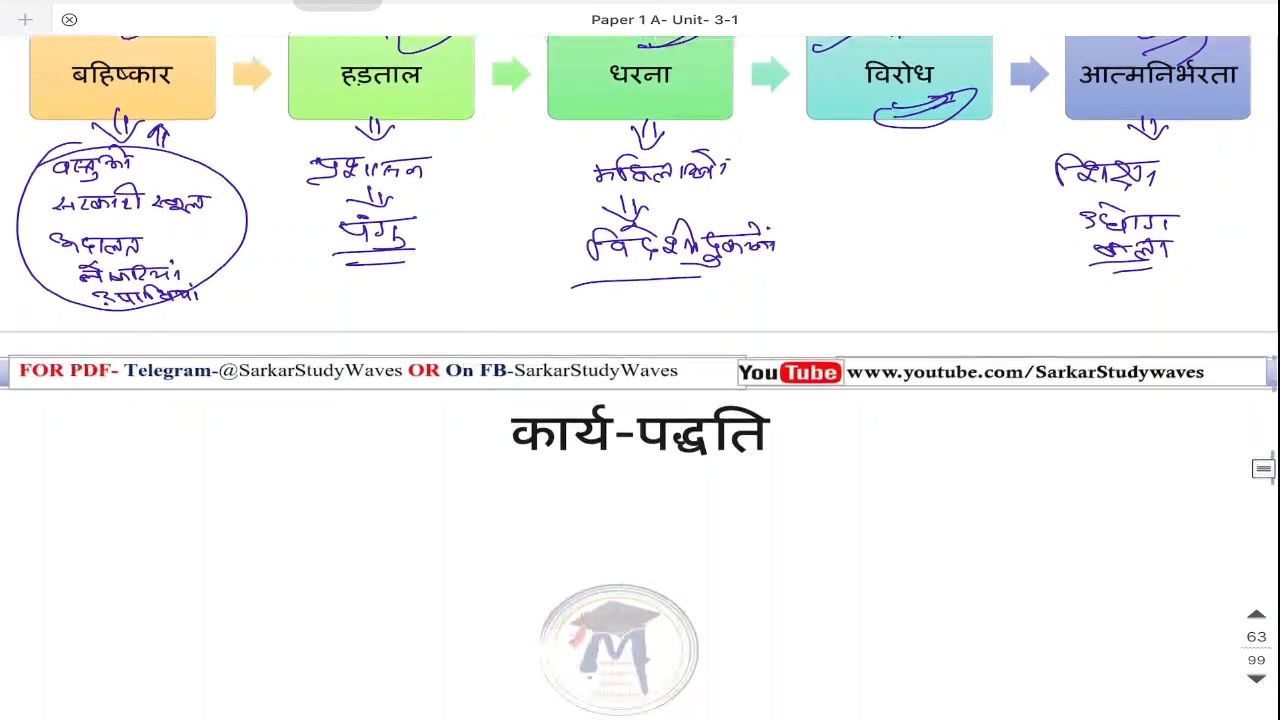 Paper 1 A- Unit- 3-1
बहिष्कार
हड़ताल
धरना
विरोध
आत्मनिर्भरता
वस्तुओं
सरकारी स्कूल
अदालत
नौकरियां
उपाधियां
प्रशासन
पंगु
महिलाओं
विदेशी दुकानों
शिक्षा
उद्योग
कला
FOR PDF- Telegram-@SarkarStudyWaves OR On FB-SarkarStudyWaves
YouTube www.youtube.com/SarkarStudywaves
कार्य-पद्धति
M
63
99